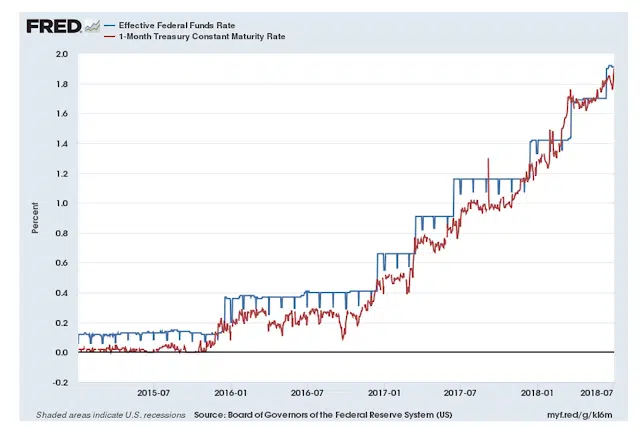 FRED
Effective Federal Funds Rate
1-Month Treasury Constant Maturity Rate
2.0
1.8
1.6
1.4
1.2
1.0
0.8
0.6
0.4
0.2
0.0
-0.2
Percent
2015-07
2016-01
2016-07
2017-01
2017-07
2018-01
2018-07
Shaded areas indicate U.S. recessions
Source: Board of Governors of the Federal Reserve System (US)
myf.red/g/kl6m